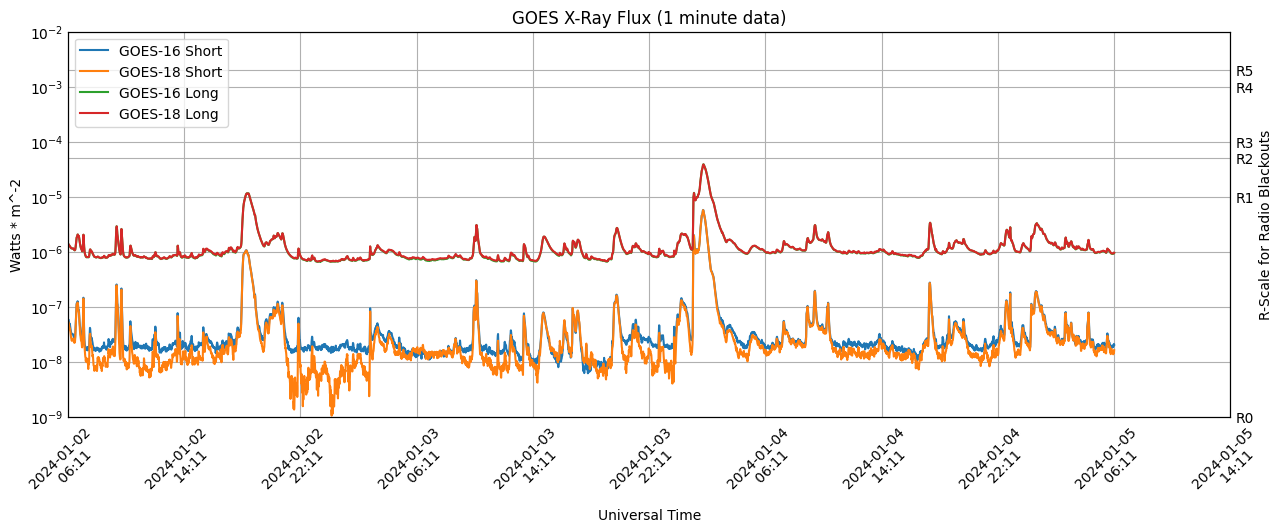 GOES X-Ray Flux (1 minute data)
GOES-16 Short
GOES-18 Short
GOES-16 Long
GOES-18 Long
Watts * m^-2
10^-2
10^-3
10^-4
10^-5
10^-6
10^-7
10^-8
10^-9
R5
R4
R3
R2
R1
R0
R-Scale for Radio Blackouts
2024-01-02
06:11
2024-01-02
14:11
2024-01-02
22:11
2024-01-03
06:11
2024-01-03
14:11
2024-01-03
22:11
2024-01-04
06:11
2024-01-04
14:11
2024-01-04
22:11
2024-01-05
06:11
2024-01-05
14:11
Universal Time